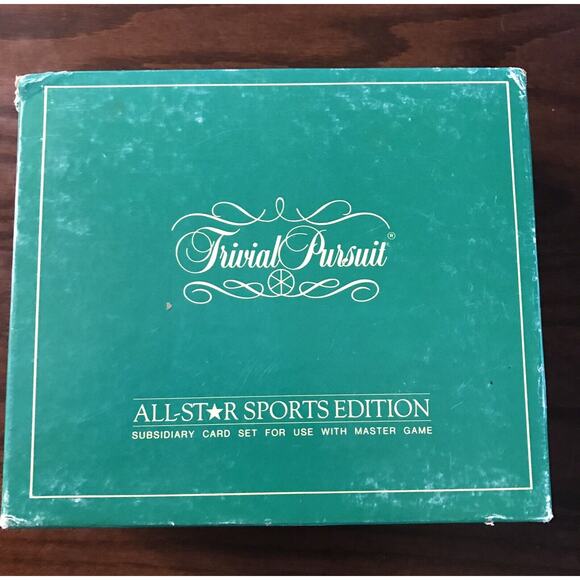 Trivial Pursuit®
ALL-ST★R SPORTS EDITION
SUBSIDIARY CARD SET FOR USE WITH MASTER GAME